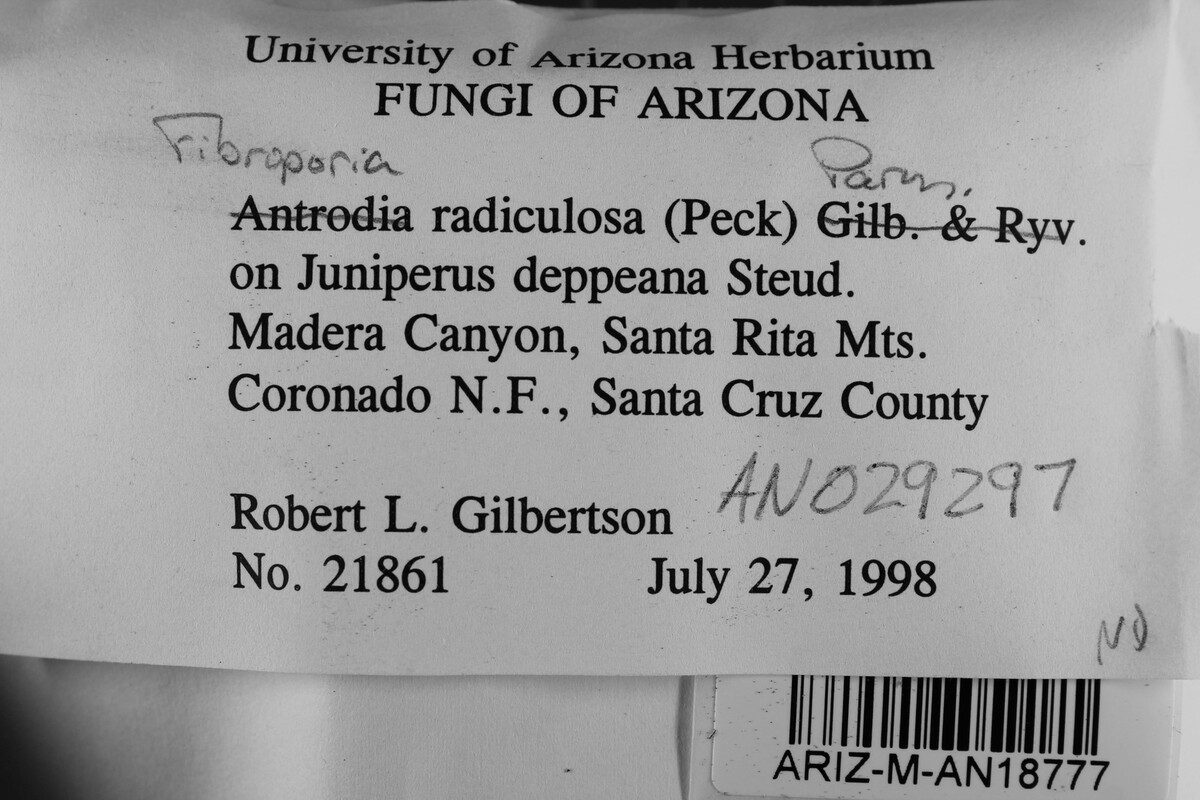 University of Arizona Herbarium
FUNGI OF ARIZONA
Fibroporia Parm.
Antrodia radiculosa (Peck) Gilb. & Ryv.
on Juniperus deppeana Steud.
Madera Canyon, Santa Rita Mts.
Coronado N.F., Santa Cruz County
AN029297
Robert L. Gilbertson
No. 21861 July 27, 1998
ND
ARIZ-M-AN18777